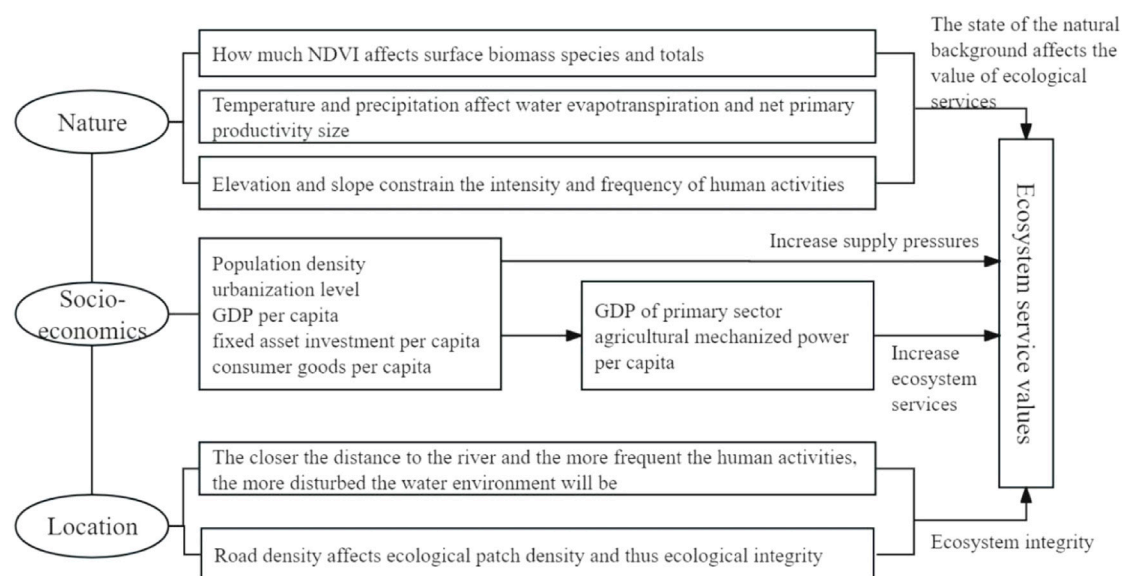 The state of the natural
background affects the
value of ecological
services
How much NDVI affects surface biomass species and totals
Nature
Temperature and precipitation affect water evapotranspiration and net primary
productivity size
Elevation and slope constrain the intensity and frequency of human activities
Ecosystem service values
Increase supply pressures
Socio-
economics
Population density
urbanization level
GDP per capita
fixed asset investment per capita
consumer goods per capita
GDP of primary sector
agricultural mechanized power
per capita
Increase
ecosystem
services
The closer the distance to the river and the more frequent the human activities,
the more disturbed the water environment will be
Location
Road density affects ecological patch density and thus ecological integrity
Ecosystem integrity